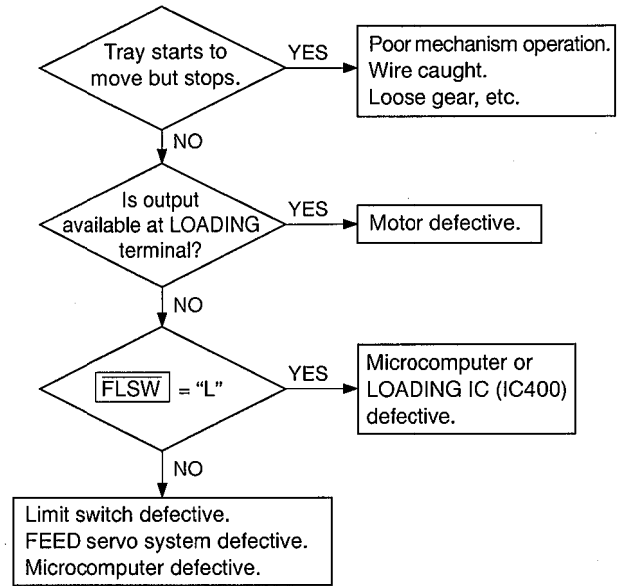 Tray starts to
move but stops.
YES
Poor mechanism operation.
Wire caught.
Loose gear, etc.
NO
Is output
available at LOADING
terminal?
YES
Motor defective.
NO
FLSW = “L”
YES
Microcomputer or
LOADING IC (IC400)
defective.
NO
Limit switch defective.
FEED servo system defective.
Microcomputer defective.